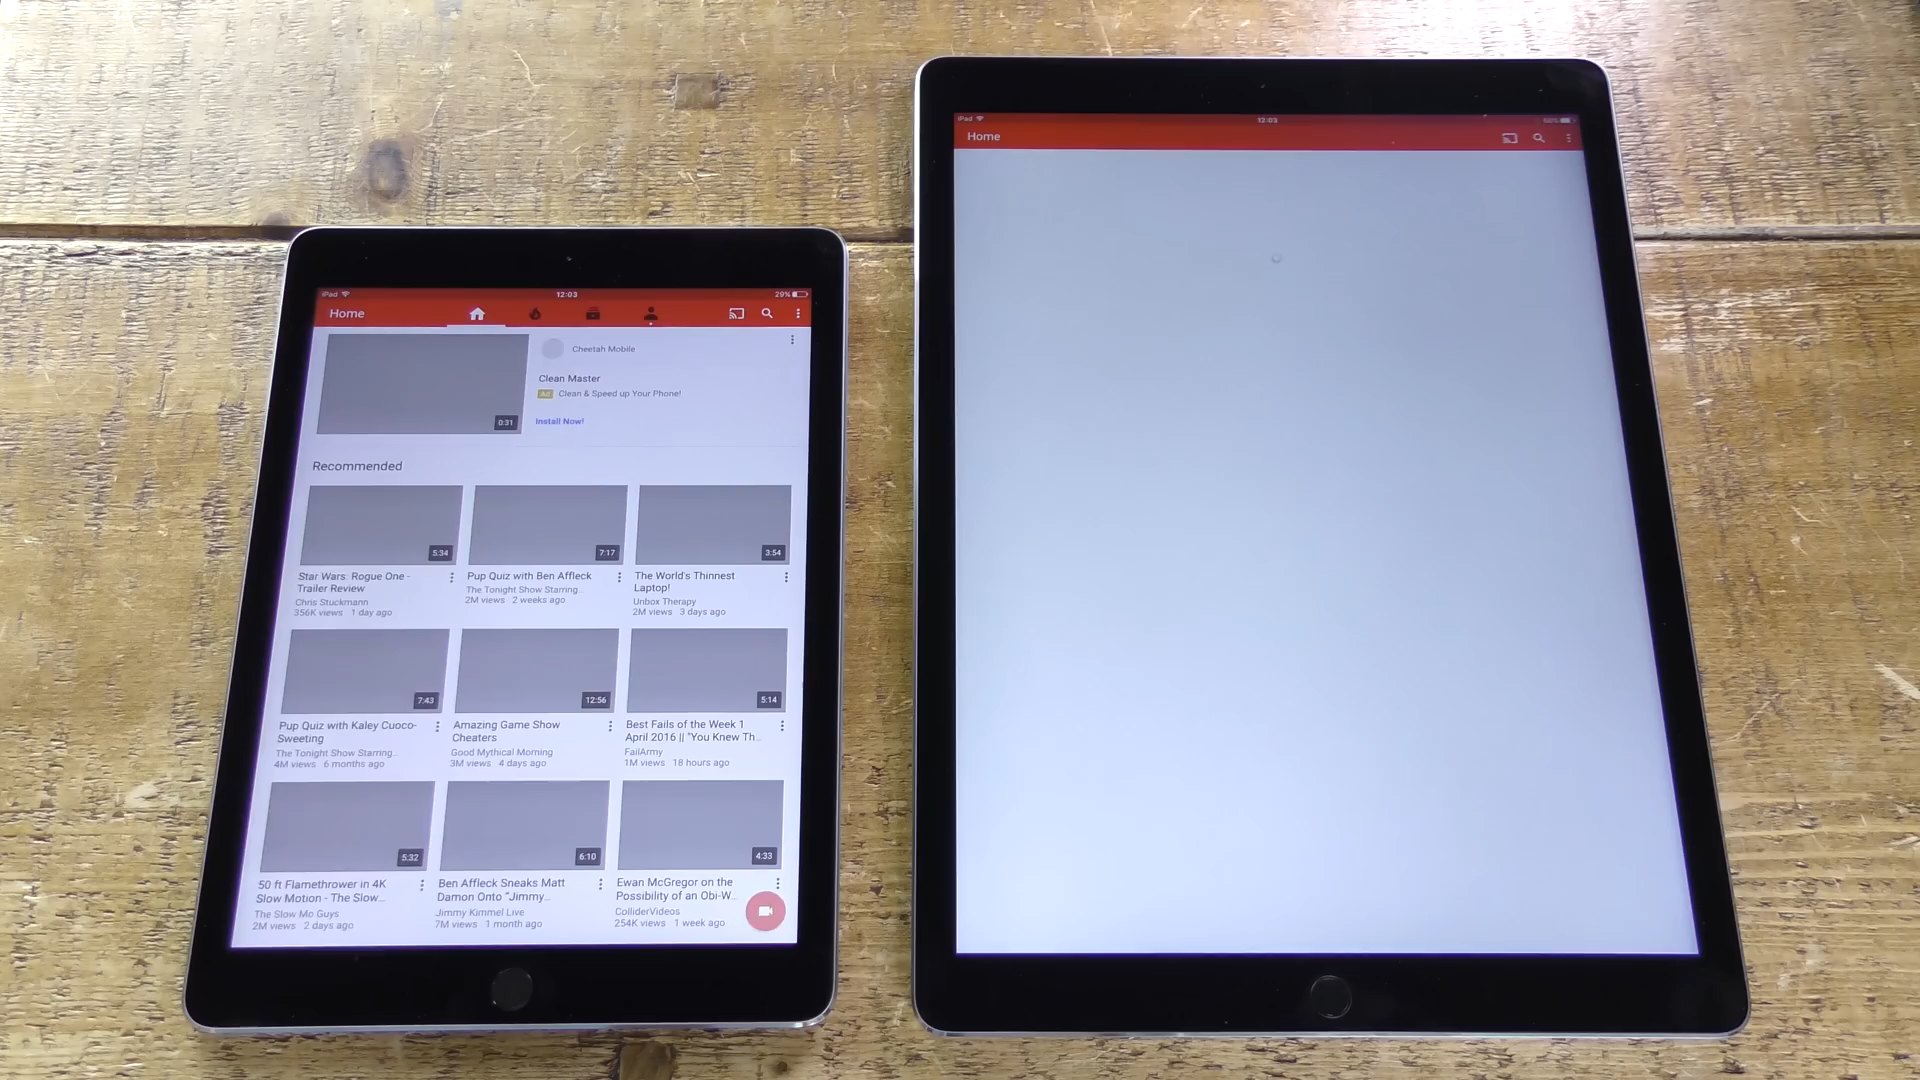 iPad
12:03
29%
Home
Cheetah Mobile
Clean Master
Ad Clean & Speed up Your Phone!
Install Now!
0:31
Recommended
5:34
7:17
3:54
Star Wars: Rogue One -
Trailer Review
Chris Stuckmann
356K views 1 day ago
Pup Quiz with Ben Affleck
The Tonight Show Starring...
2M views 2 weeks ago
The World's Thinnest
Laptop!
Unbox Therapy
2M views 3 days ago
7:43
12:56
5:14
Pup Quiz with Kaley Cuoco-
Sweeting
The Tonight Show Starring...
4M views 6 months ago
Amazing Game Show
Cheaters
Good Mythical Morning
3M views 4 days ago
Best Fails of the Week 1
April 2016 || "You Knew Th...
FailArmy
1M views 18 hours ago
5:32
6:10
4:33
50 ft Flamethrower in 4K
Slow Motion - The Slow...
The Slow Mo Guys
2M views 2 days ago
Ben Affleck Sneaks Matt
Damon Onto "Jimmy...
Jimmy Kimmel Live
7M views 1 month ago
Ewan McGregor on the
Possibility of an Obi-W...
ColliderVideos
254K views 1 week ago
iPad
12:03
Home